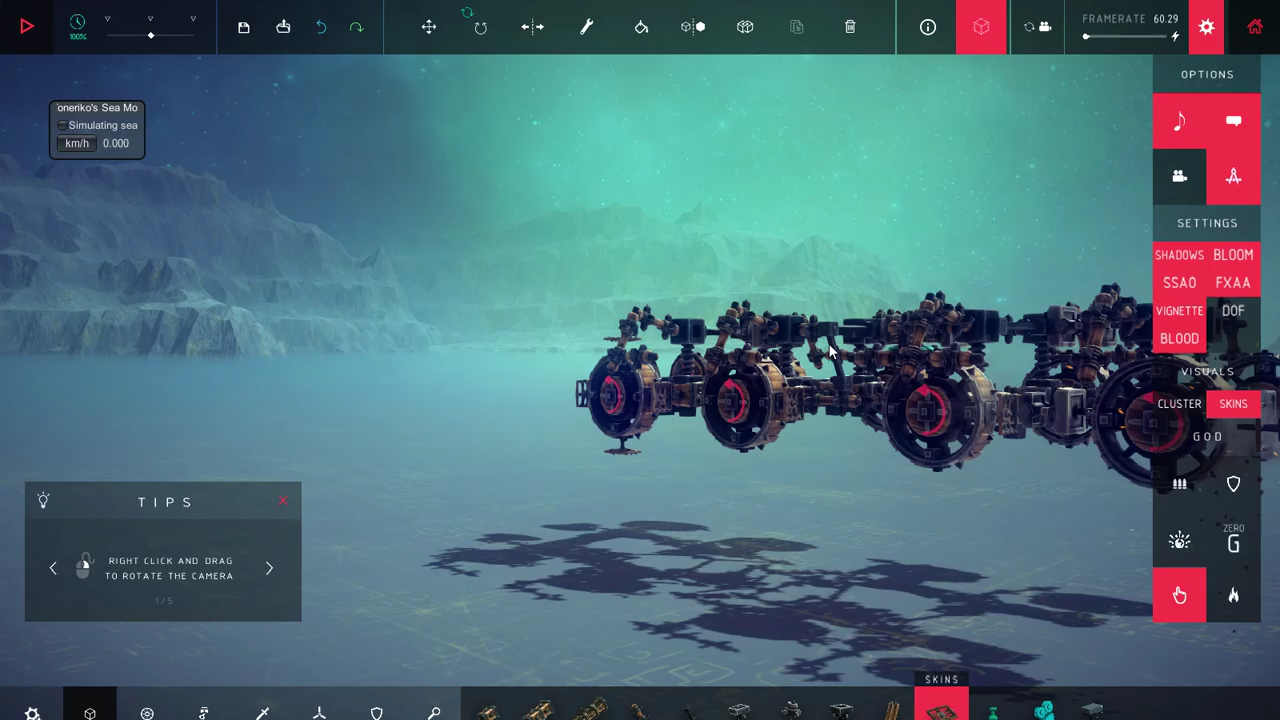 100%
FRAMERATE 60.29
OPTIONS
oneriko's Sea Mo
Simulating sea
km/h 0.000
SETTINGS
SHADOWS BLOOM
SSAO FXAA
VIGNETTE DOF
BLOOD
VISUALS
CLUSTER SKINS
GOD
TIPS
RIGHT CLICK AND DRAG
TO ROTATE THE CAMERA
1/5
ZERO
G
SKINS